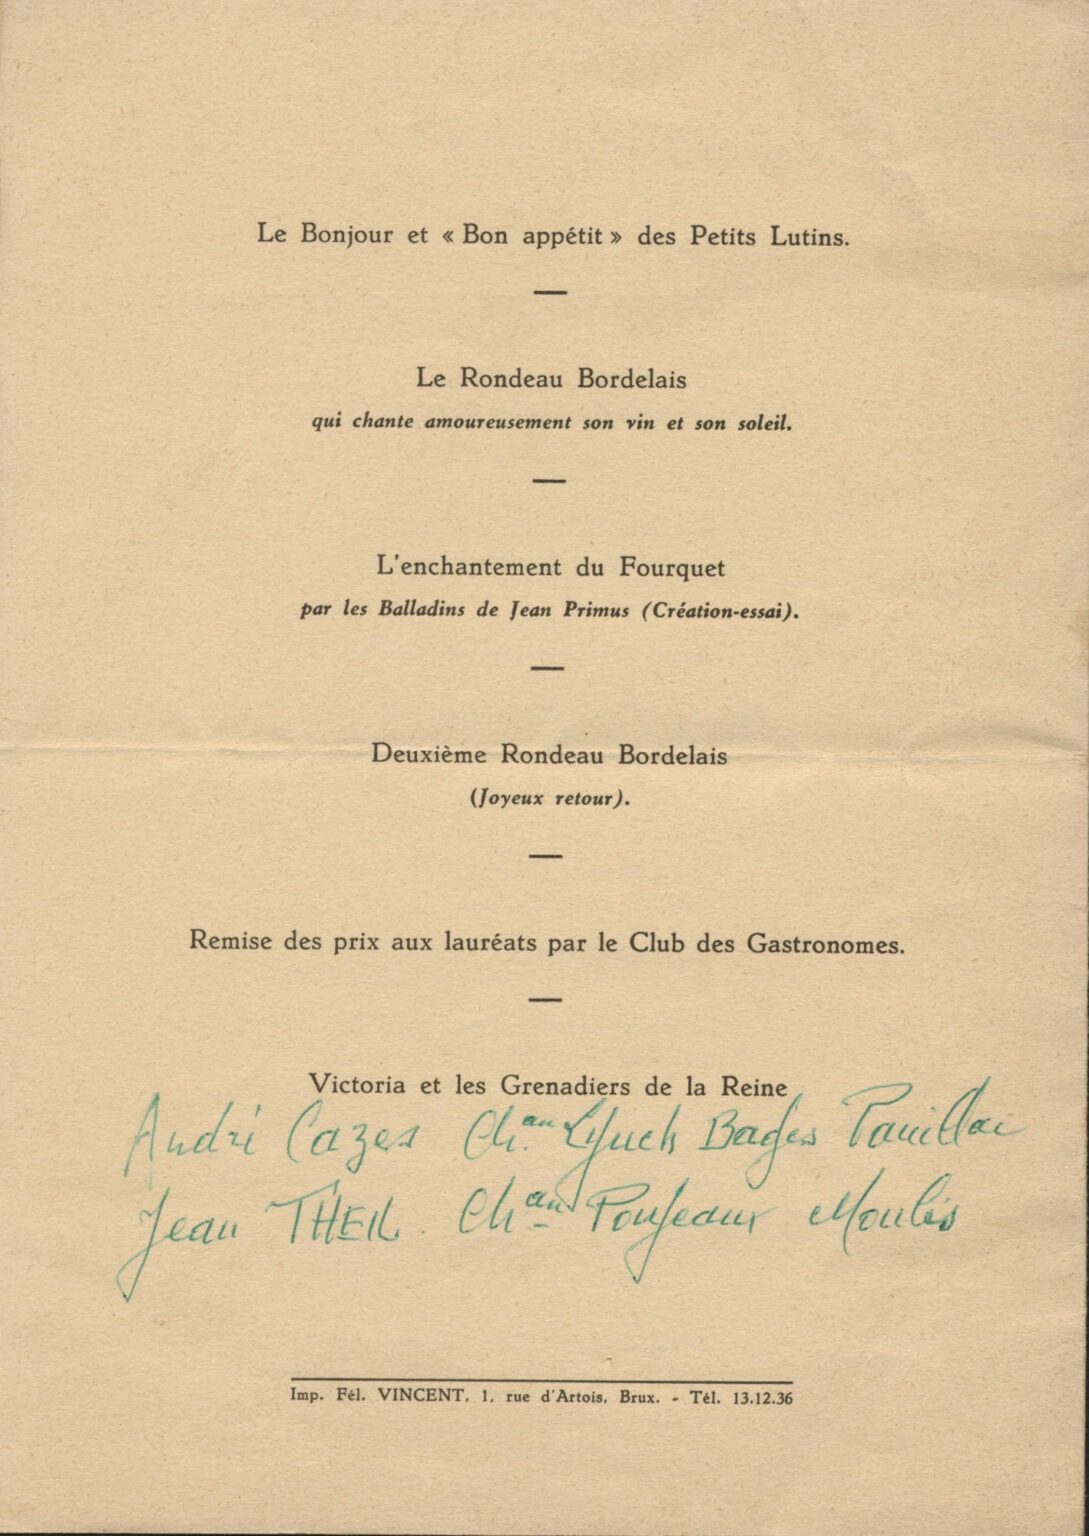 Le Bonjour et « Bon appétit » des Petits Lutins.
Le Rondeau Bordelais
qui chante amoureusement son vin et son soleil.
L'enchantement du Fourquet
par les Balladins de Jean Primus (Création-essai).
Deuxième Rondeau Bordelais
(Joyeux retour).
Remise des prix aux lauréats par le Club des Gastronomes.
Victoria et les Grenadiers de la Reine
André Cazes Ch.au Lynch Bages Pauillac
Jean THEIL. Chau Poujeaux Moulis
Imp. Fél. VINCENT, 1, rue d'Artois, Brux. - Tél. 13.12.36